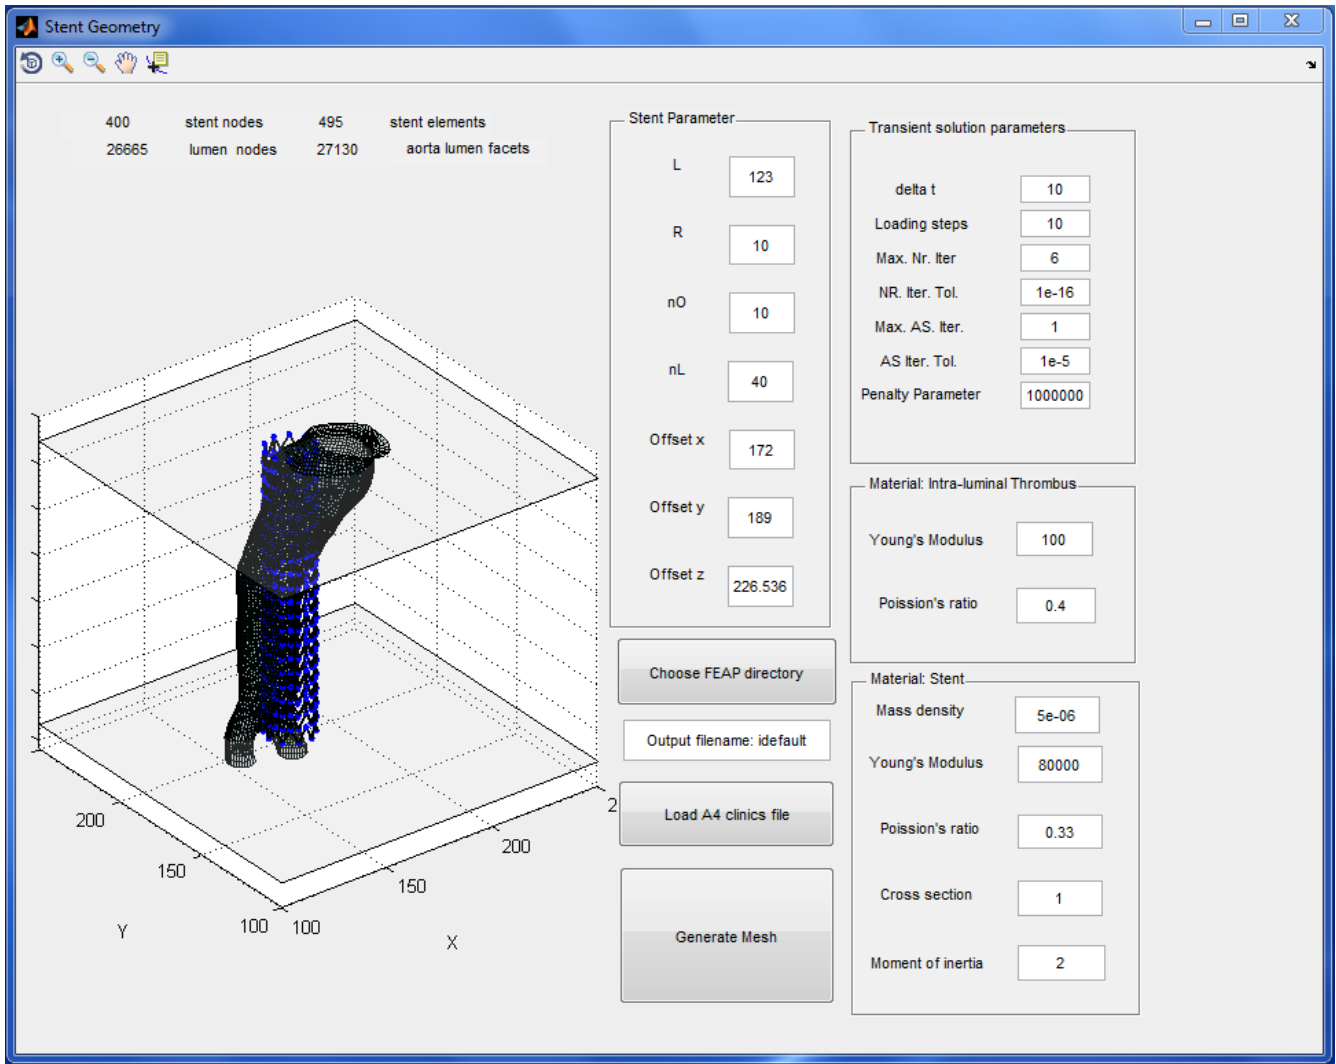 Stent Geometry
400 stent nodes 495 stent elements
26665 lumen nodes 27130 aorta lumen facets
200
150
100
Y
100
150
200
2
X
Stent Parameter
L 123
R 10
nO 10
nL 40
Offset x 172
Offset y 189
Offset z 226.536
Choose FEAP directory
Output filename: idefault
Load A4 clinics file
Generate Mesh
Transient solution parameters
delta t 10
Loading steps 10
Max. Nr. Iter 6
NR. Iter. Tol. 1e-16
Max. AS. Iter. 1
AS Iter. Tol. 1e-5
Penalty Parameter 1000000
Material: Intra-luminal Thrombus
Young's Modulus 100
Poission's ratio 0.4
Material: Stent
Mass density 5e-06
Young's Modulus 80000
Poission's ratio 0.33
Cross section 1
Moment of inertia 2